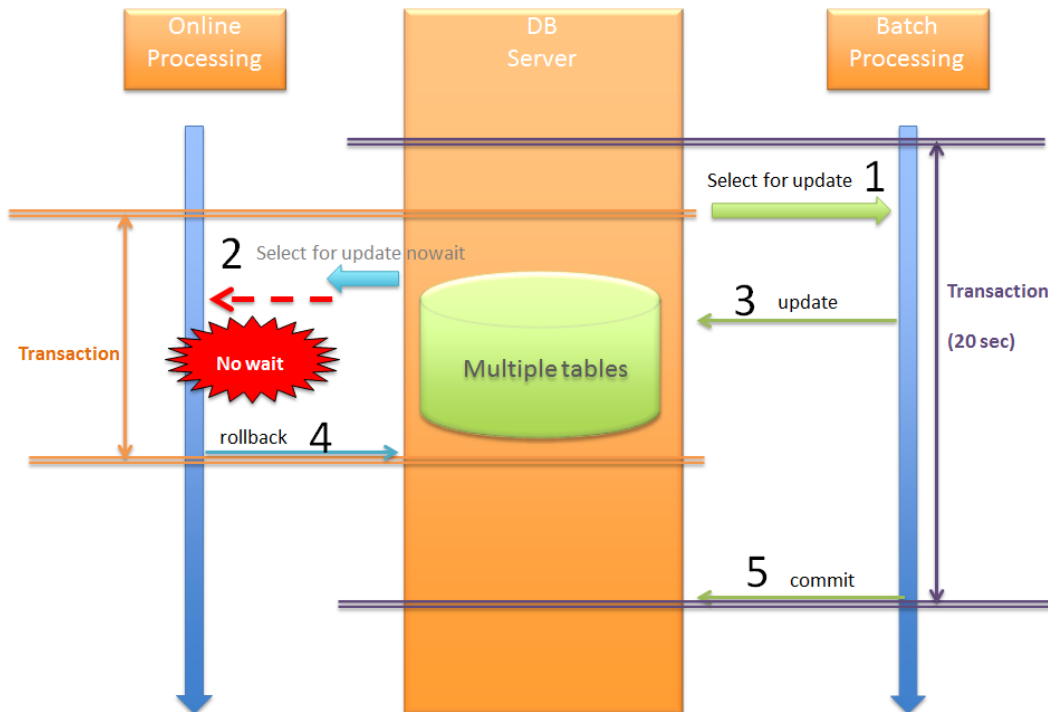 Online
Processing
DB
Server
Batch
Processing
Select for update 1
2 Select for update nowait
3 update
Transaction
(20 sec)
Transaction
No wait
Multiple tables
rollback 4
5 commit